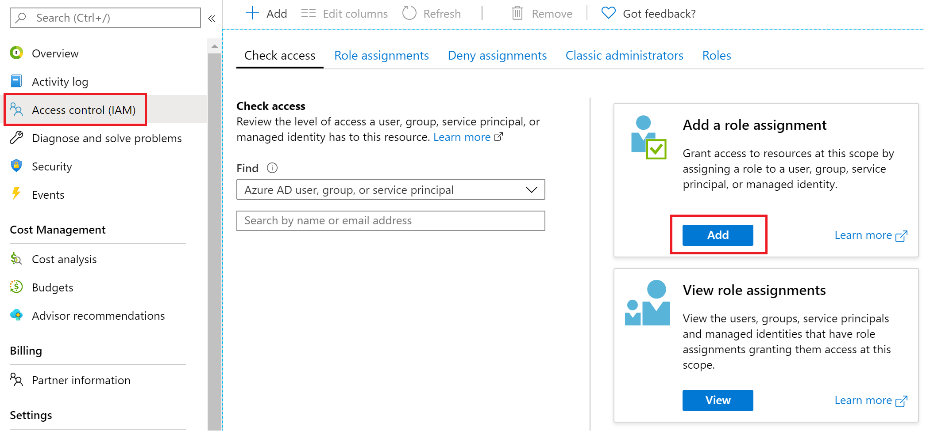 Search (Ctrl+/)
«
Overview
Activity log
Access control (IAM)
Diagnose and solve problems
Security
Events
Cost Management
Cost analysis
Budgets
Advisor recommendations
Billing
Partner information
Settings
Add
Edit columns
Refresh
Remove
Got feedback?
Check access
Role assignments
Deny assignments
Classic administrators
Roles
Check access
Review the level of access a user, group, service principal, or
managed identity has to this resource. Learn more
Find
Azure AD user, group, or service principal
Search by name or email address
Add a role assignment
Grant access to resources at this scope by
assigning a role to a user, group, service
principal, or managed identity.
Add
Learn more
View role assignments
View the users, groups, service principals
and managed identities that have role
assignments granting them access at this
scope.
View
Learn more